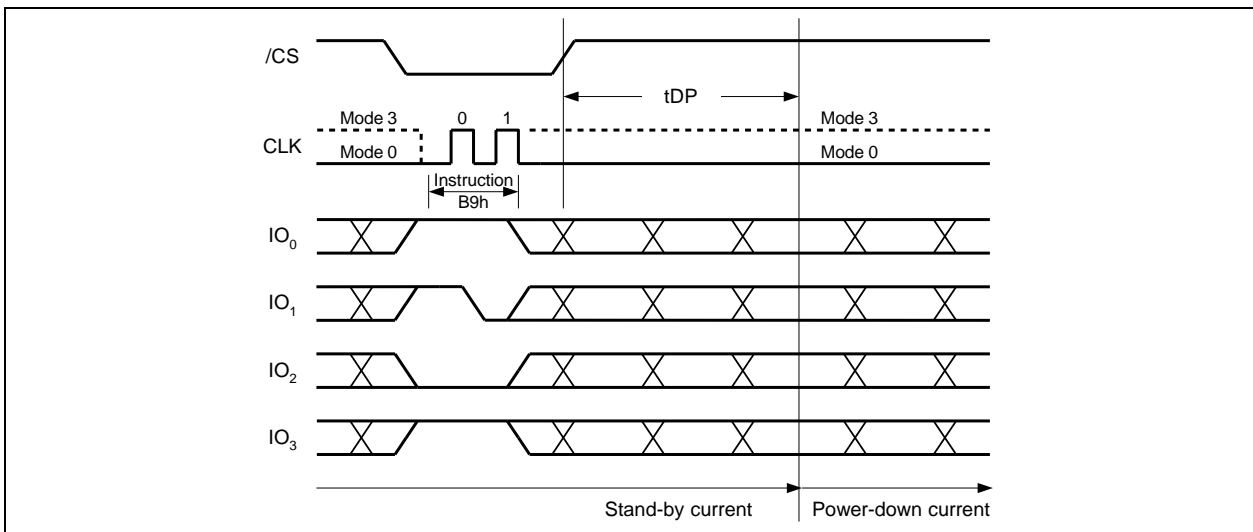 /CS
tDP
Mode 3 0 1 Mode 3
CLK
Mode 0 Mode 0
Instruction
B9h
IO0
IO1
IO2
IO3
Stand-by current Power-down current